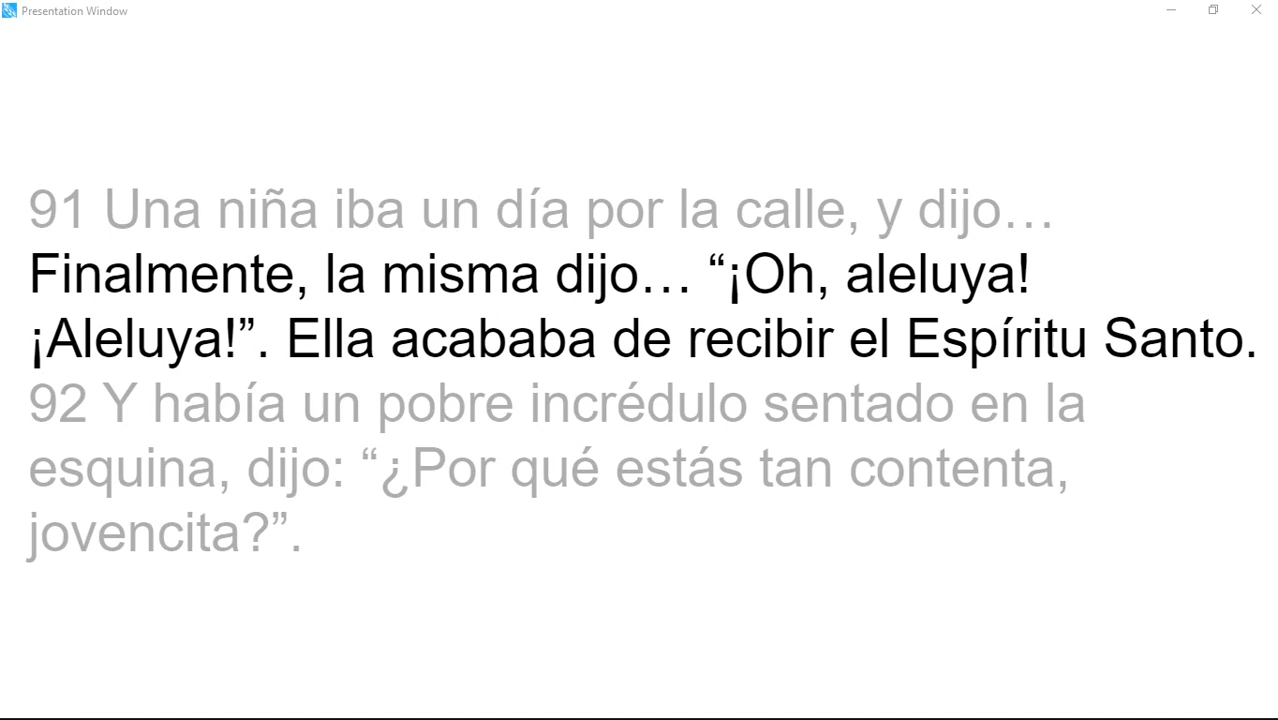 Presentation Window
91 Una niña iba un día por la calle, y dijo…
Finalmente, la misma dijo… “¡Oh, aleluya!
¡Aleluya!”. Ella acababa de recibir el Espíritu Santo.
92 Y había un pobre incrédulo sentado en la
esquina, dijo: “¿Por qué estás tan contenta,
jovencita?”.